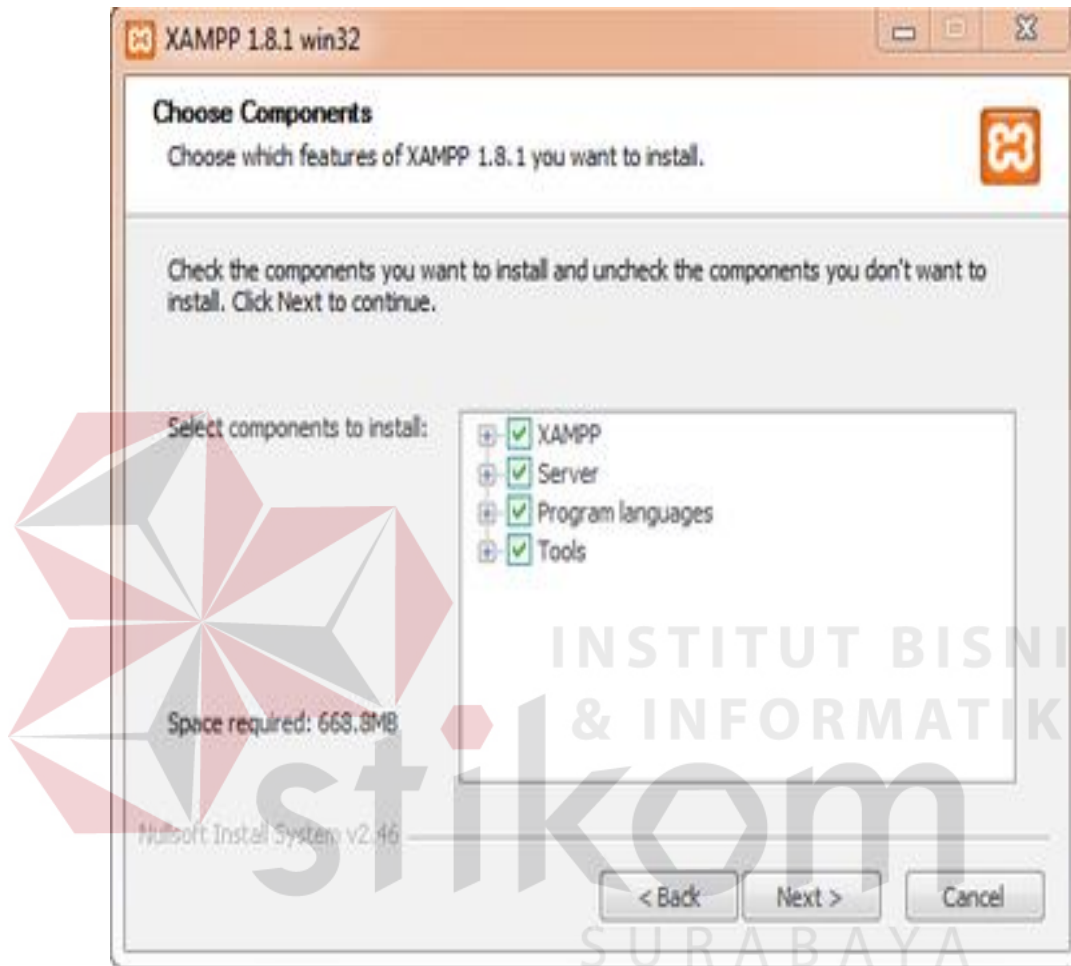 XAMPP 1.8.1 win32
Choose Components
Choose which features of XAMPP 1.8.1 you want to install.
Check the components you want to install and uncheck the components you don't want to
install. Click Next to continue.
Select components to install:
XAMPP
Server
Program languages
Tools
Space required: 668.8MB
INSTITUT BISNI
& INFORMATIK
stikom
SURABAYA
Nullsoft Install System v2.46
< Back
Next >
Cancel